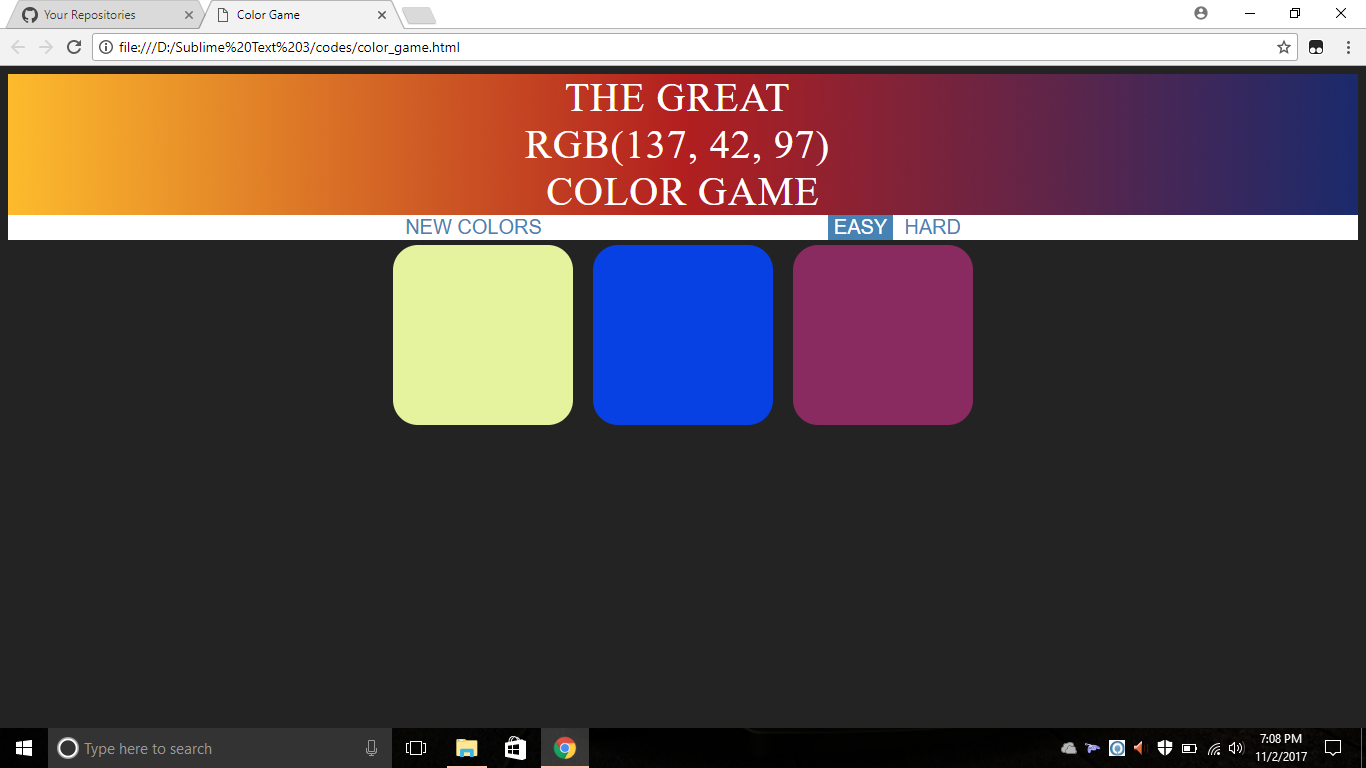 Your Repositories
Color Game
file:///D:/Sublime%20Text%203/codes/color_game.html
THE GREAT
RGB(137, 42, 97)
COLOR GAME
NEW COLORS
EASY HARD
Type here to search
7:08 PM
11/2/2017